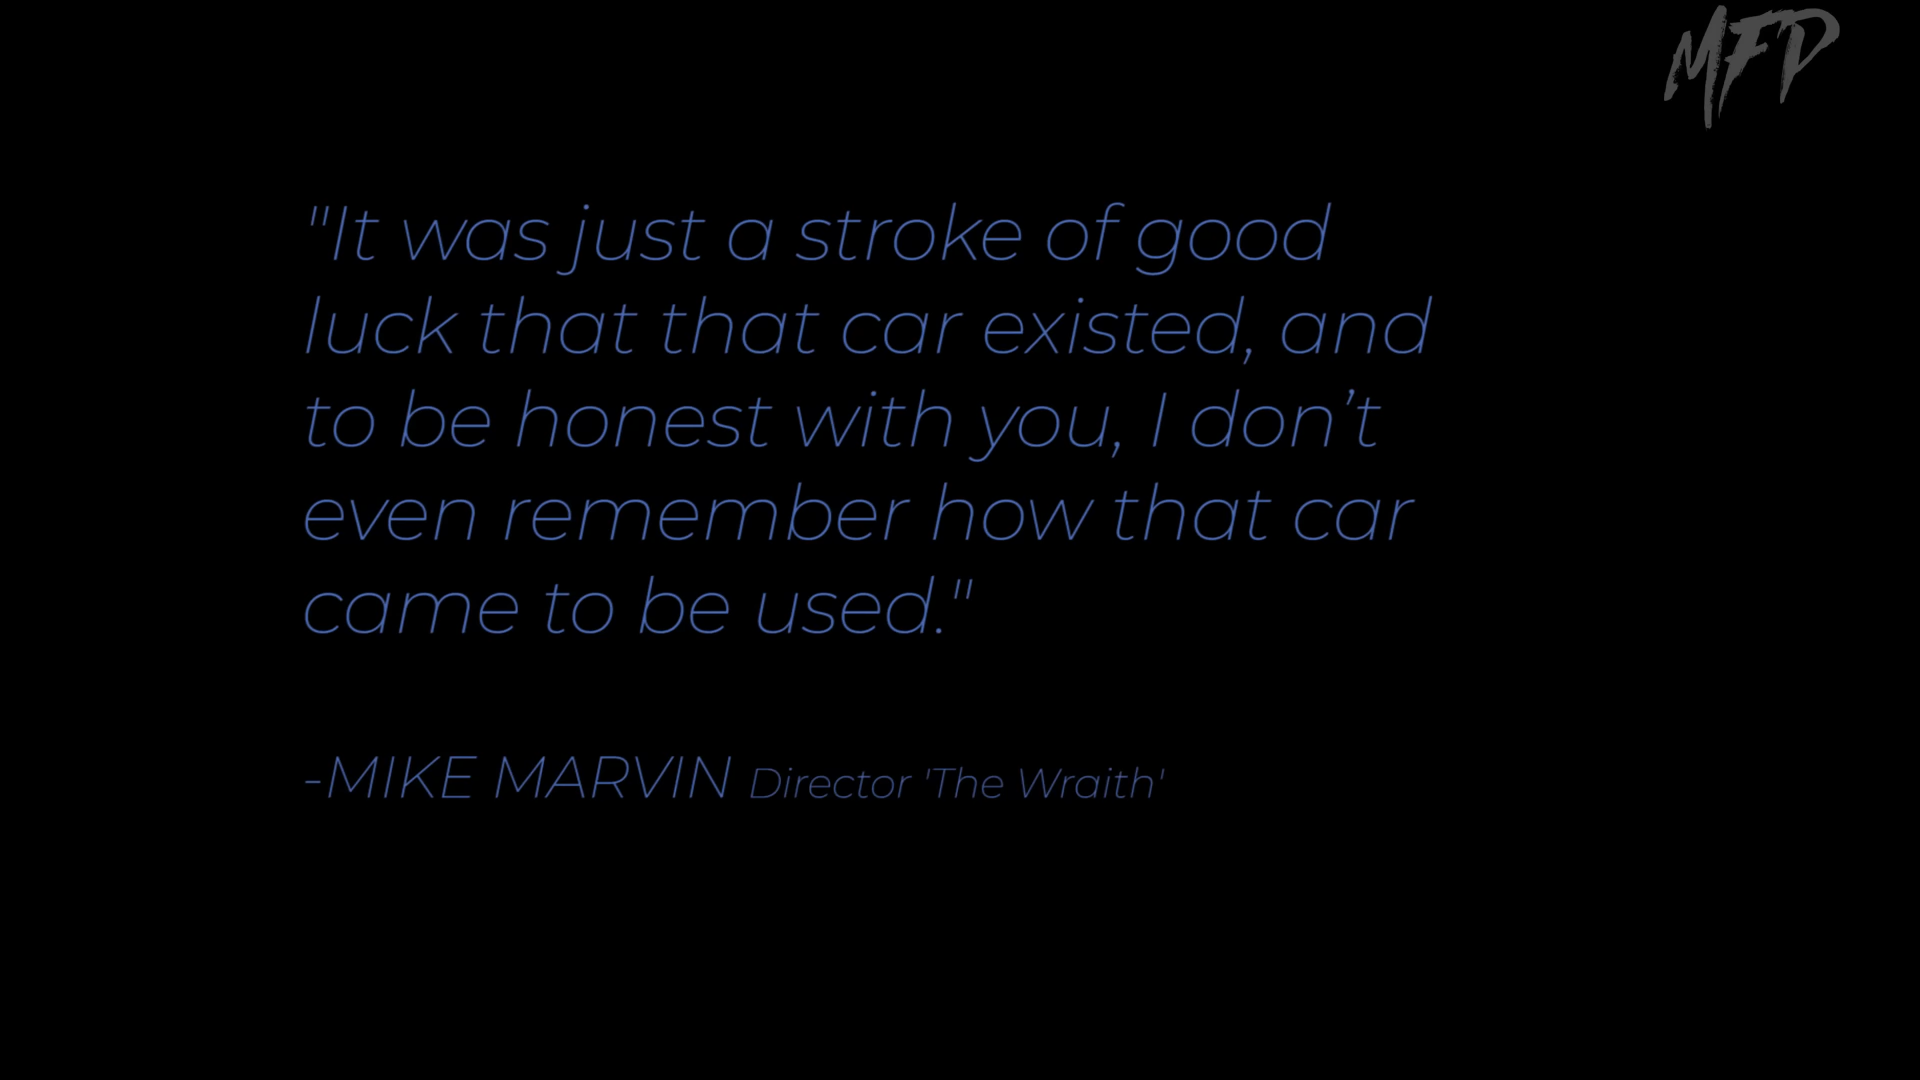 MFD
"It was just a stroke of good
luck that that car existed, and
to be honest with you, I don’t
even remember how that car
came to be used."
-MIKE MARVIN Director 'The Wraith'